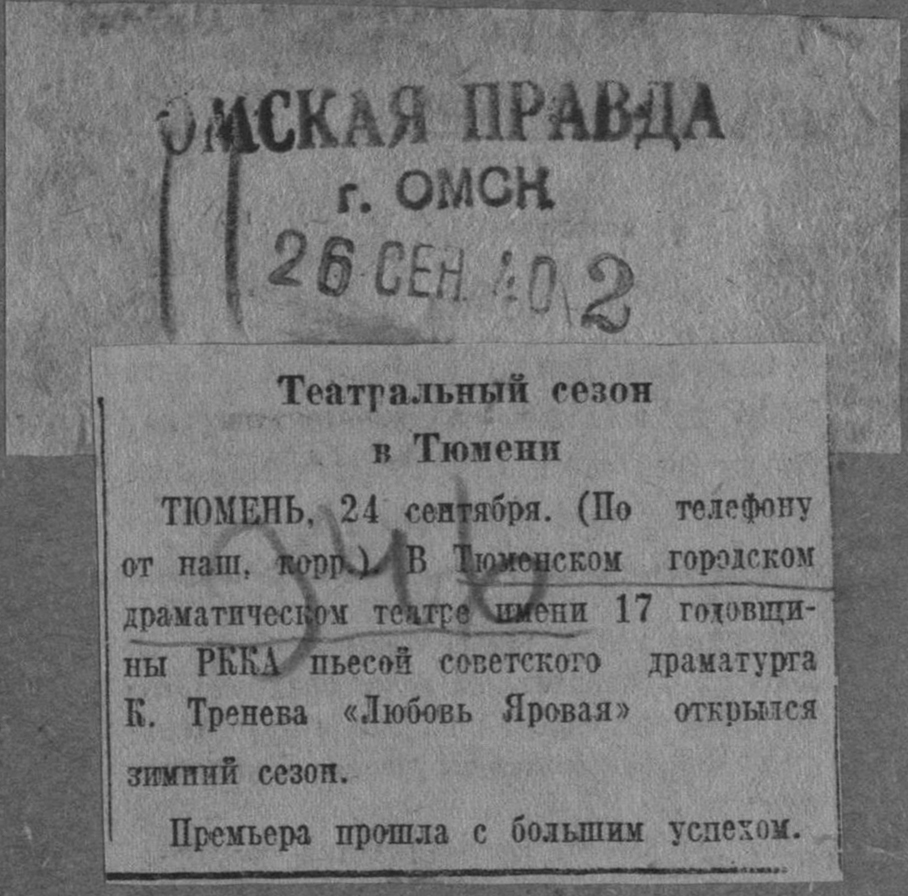 ОМСКАЯ ПРАВДА
г. ОМСК
26 СЕН. 40 2
Театральный сезон
в Тюмени
ТЮМЕНЬ, 24 сентября. (По телефону
от наш. корр.). В Тюменском городском
драматическом театре имени 17 годовщи-
ны РККА пьесой советского драматурга
К. Тренева «Любовь Яровая» открылся
зимний сезон.
Премьера прошла с большим успехом.